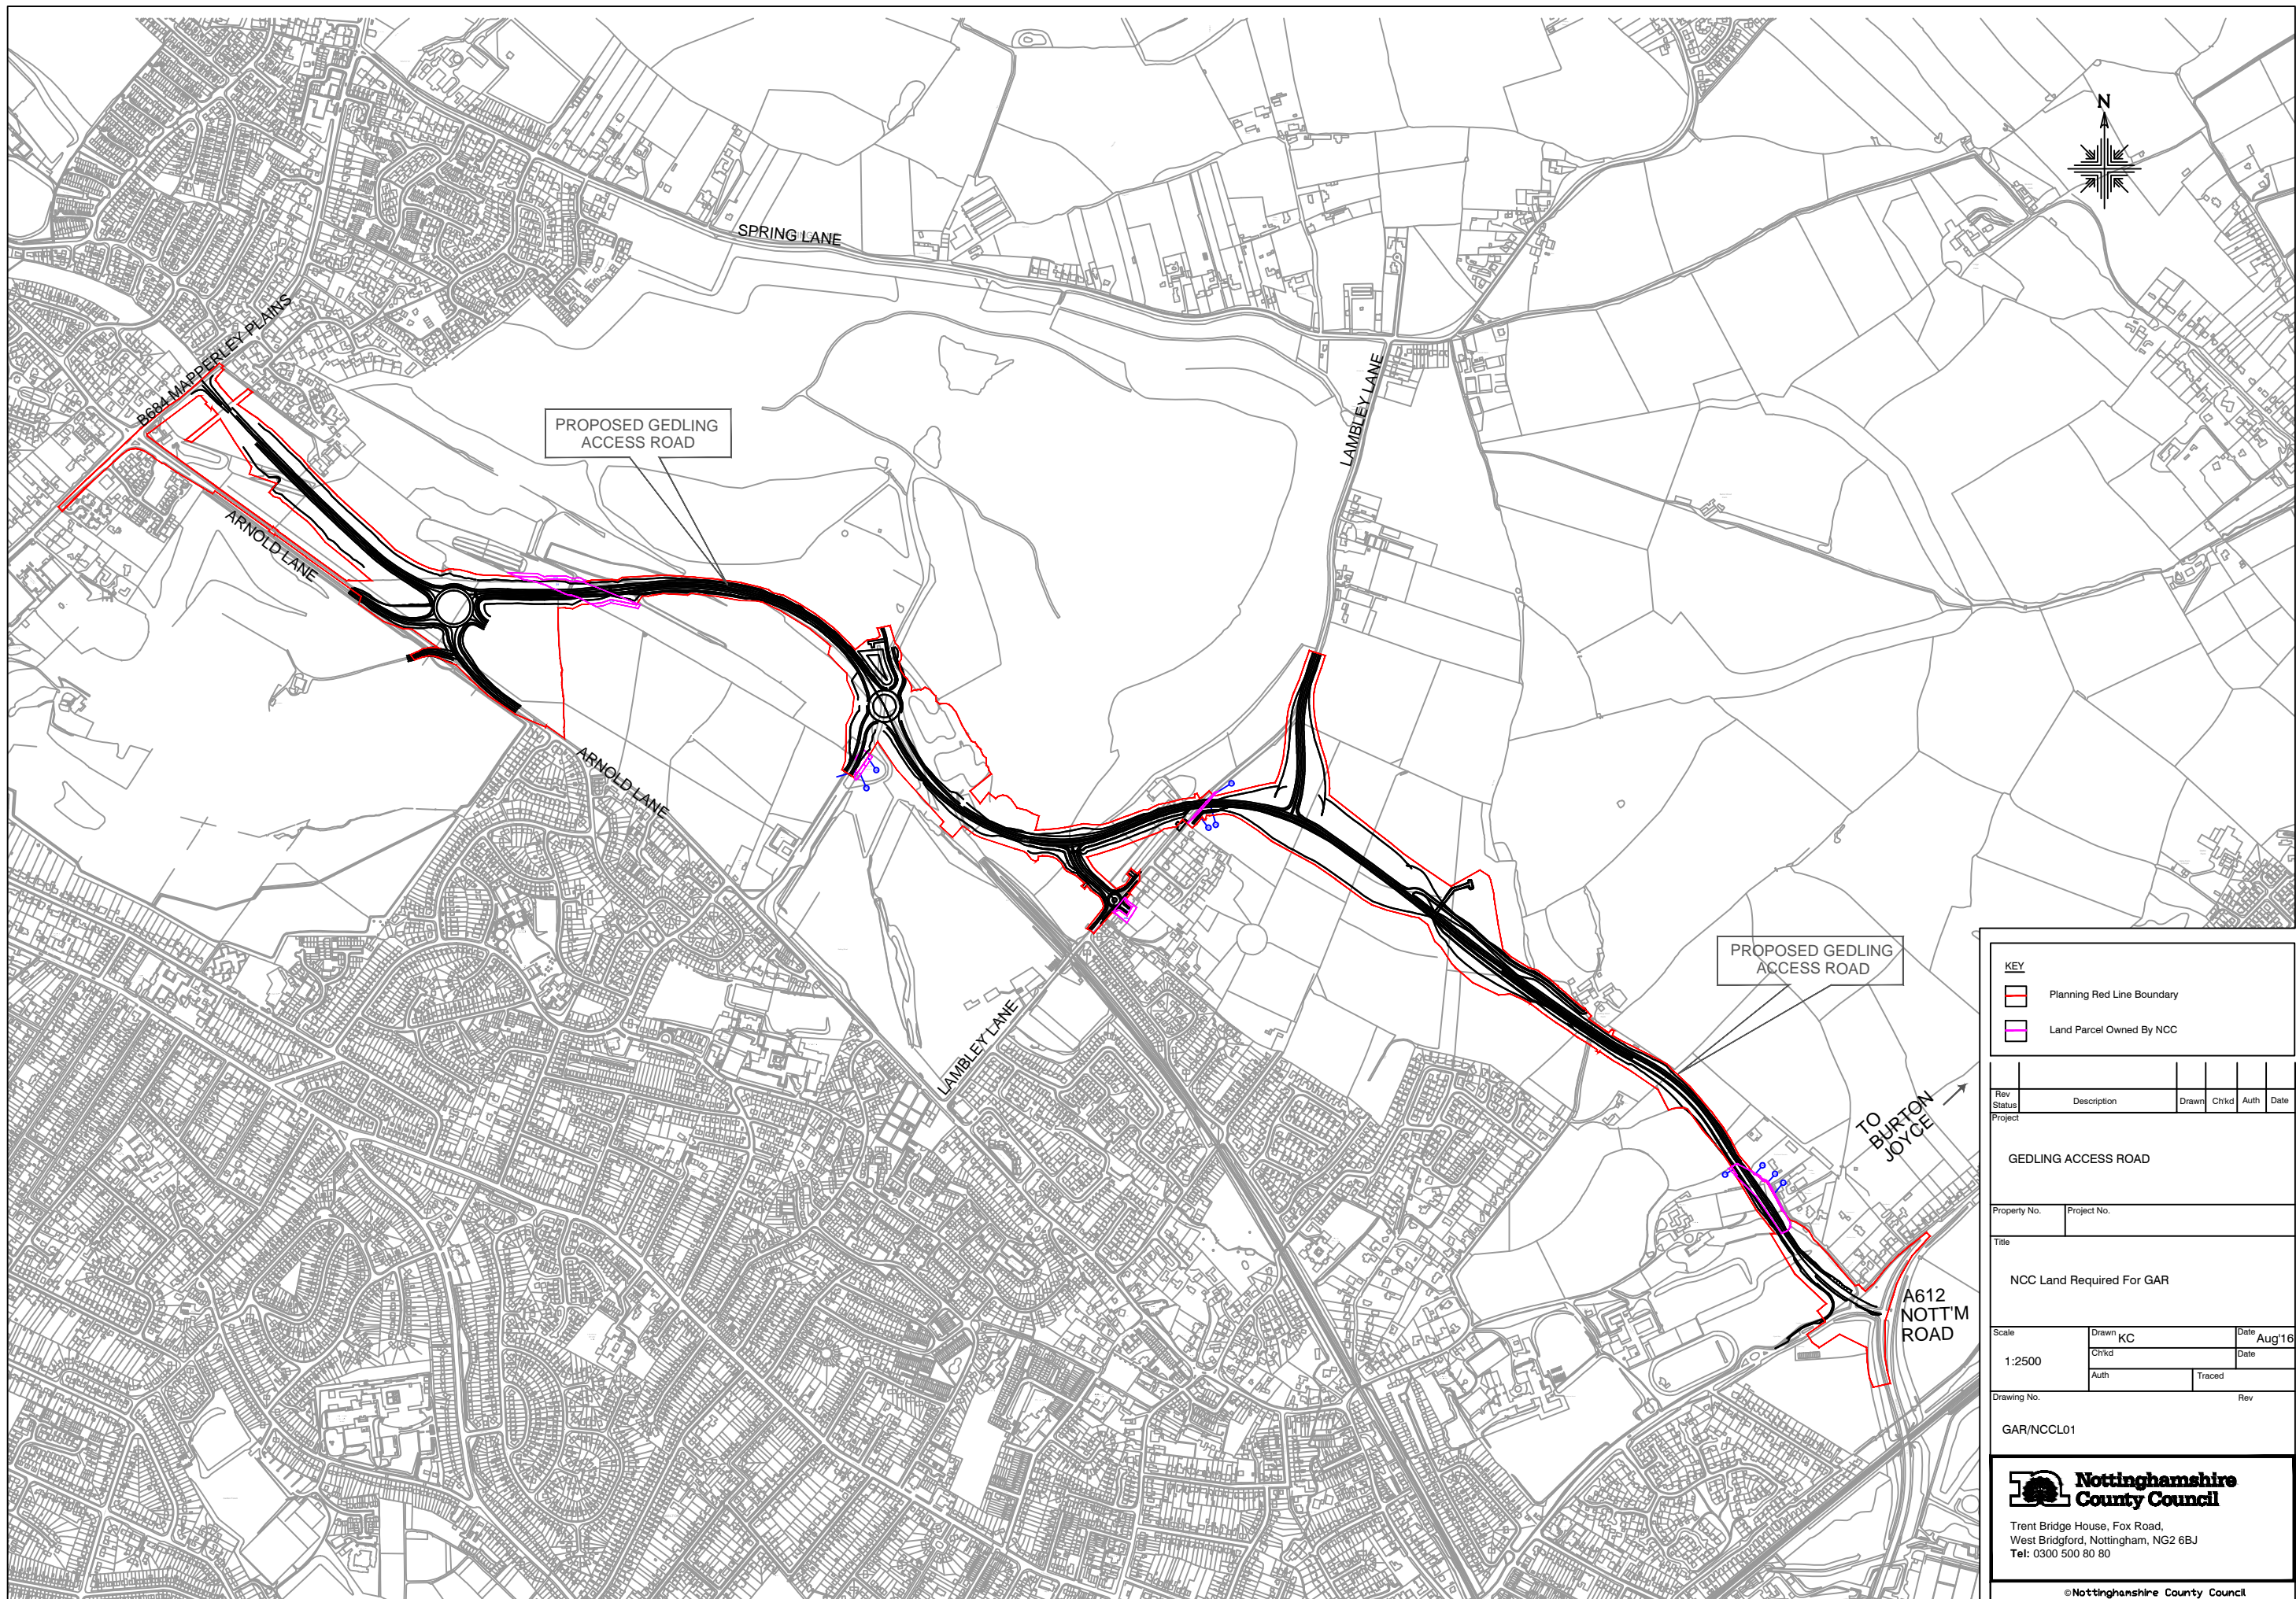 N
SPRING LANE
B684 MAPPERLEY PLAINS
LAMBLEY LANE
PROPOSED GEDLING
ACCESS ROAD
ARNOLD LANE
ARNOLD LANE
LAMBLEY LANE
PROPOSED GEDLING
ACCESS ROAD
TO
BURTON
JOYCE
A612
NOTT'M
ROAD
KEY
Planning Red Line Boundary
Land Parcel Owned By NCC
Rev
Status
Description
Drawn
Ch'kd
Auth
Date
Project
GEDLING ACCESS ROAD
Property No.
Project No.
Title
NCC Land Required For GAR
Scale
1:2500
Drawn KC
Date Aug'16
Ch'kd
Date
Auth
Traced
Drawing No.
Rev
GAR/NCCL01
Nottinghamshire
County Council
Trent Bridge House, Fox Road,
West Bridgford, Nottingham, NG2 6BJ
Tel: 0300 500 80 80
©Nottinghamshire County Council